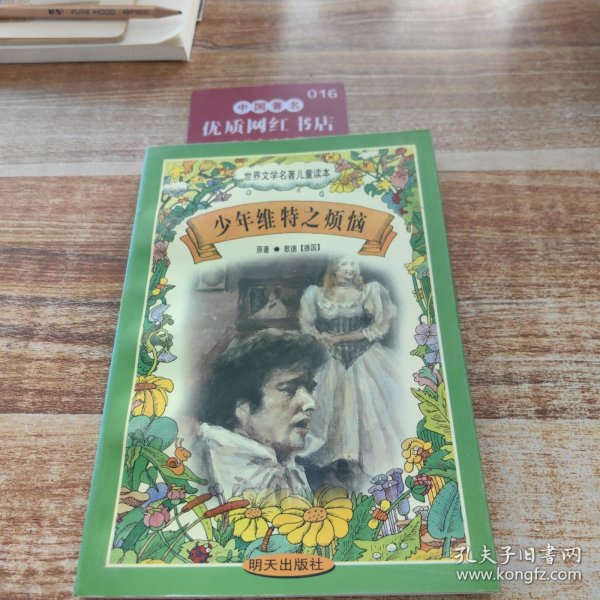 M&G PURE WOOD
016
中国著名
优质网红书店
世界文学名著儿童读本
少年维特之烦恼
原著●歌德【德国】
明天出版社
孔夫子旧书网
www.kongfz.com